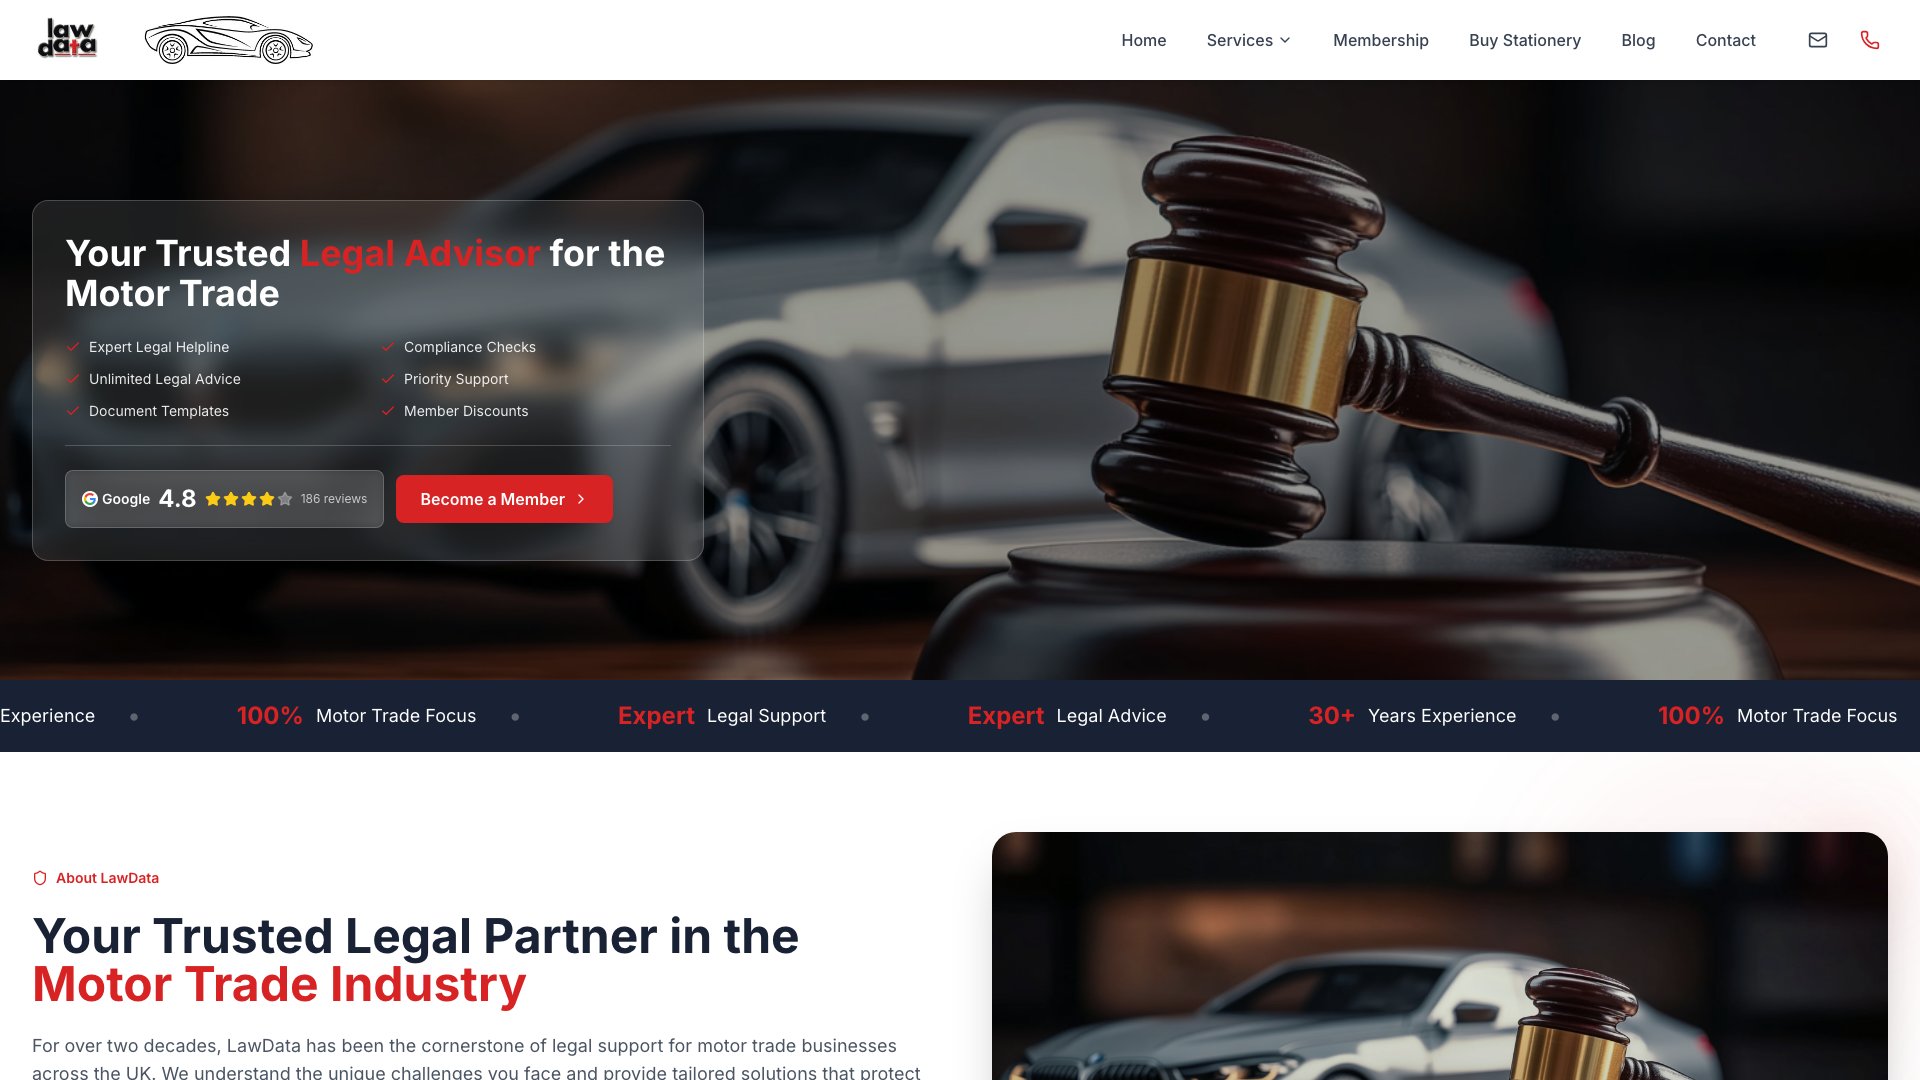 law
data
Home
Services
Membership
Buy Stationery
Blog
Contact
Your Trusted Legal Advisor for the
Motor Trade
Expert Legal Helpline
Compliance Checks
Unlimited Legal Advice
Priority Support
Document Templates
Member Discounts
Google 4.8 186 reviews
Become a Member
Experience
100% Motor Trade Focus
Expert Legal Support
Expert Legal Advice
30+ Years Experience
100% Motor Trade Focus
About LawData
Your Trusted Legal Partner in the
Motor Trade Industry
For over two decades, LawData has been the cornerstone of legal support for motor trade businesses
across the UK. We understand the unique challenges you face and provide tailored solutions that protect